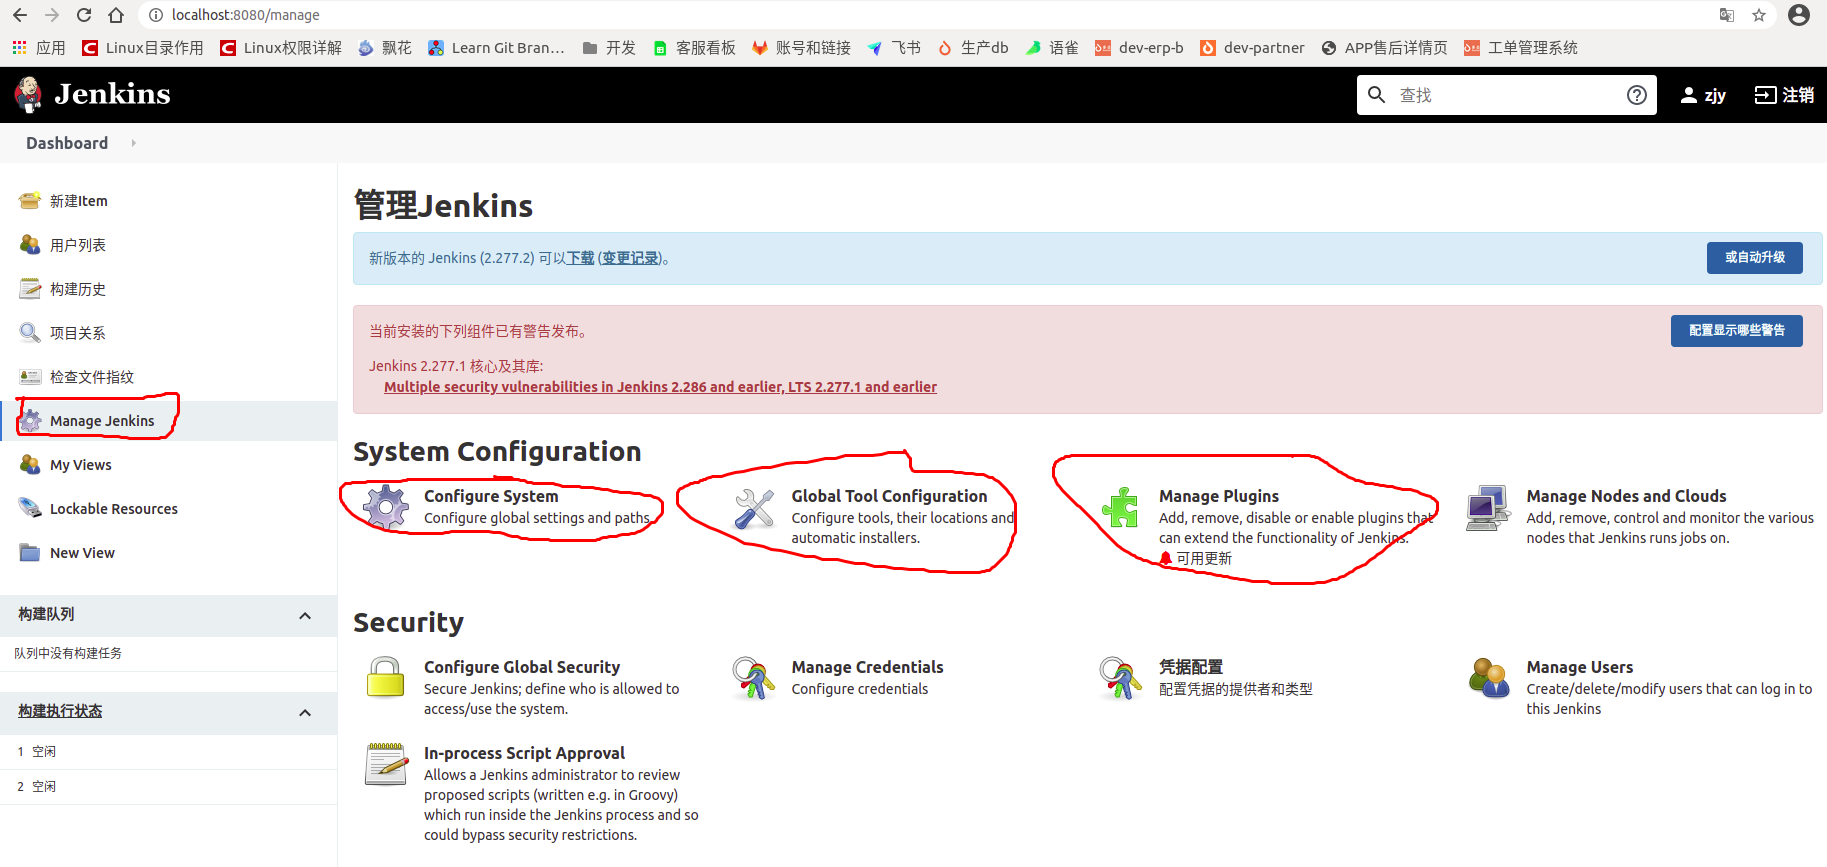 localhost:8080/manage
应用 Linux目录作用 Linux权限详解 飘花 Learn Git Bran... 开发 客服看板 账号和链接 飞书 生产db 语雀 dev-erp-b dev-partner APP售后详情页 工单管理系统
Jenkins 查找 zjy 注销
Dashboard
新建Item
用户列表
构建历史
项目关系
检查文件指纹
Manage Jenkins
My Views
Lockable Resources
New View
构建队列
队列中没有构建任务
构建执行状态
1 空闲
2 空闲
管理Jenkins
新版本的 Jenkins (2.277.2) 可以下载 (变更记录)。 或自动升级
当前安装的下列组件已有警告发布。 配置显示哪些警告
Jenkins 2.277.1 核心及其库:
Multiple security vulnerabilities in Jenkins 2.286 and earlier, LTS 2.277.1 and earlier
System Configuration
Configure System
Configure global settings and paths.
Global Tool Configuration
Configure tools, their locations and
automatic installers.
Manage Plugins
Add, remove, disable or enable plugins that
can extend the functionality of Jenkins.
可用更新
Manage Nodes and Clouds
Add, remove, control and monitor the various
nodes that Jenkins runs jobs on.
Security
Configure Global Security
Secure Jenkins; define who is allowed to
access/use the system.
Manage Credentials
Configure credentials
凭据配置
配置凭据的提供者和类型
Manage Users
Create/delete/modify users that can log in to
this Jenkins
In-process Script Approval
Allows a Jenkins administrator to review
proposed scripts (written e.g. in Groovy)
which run inside the Jenkins process and so
could bypass security restrictions.